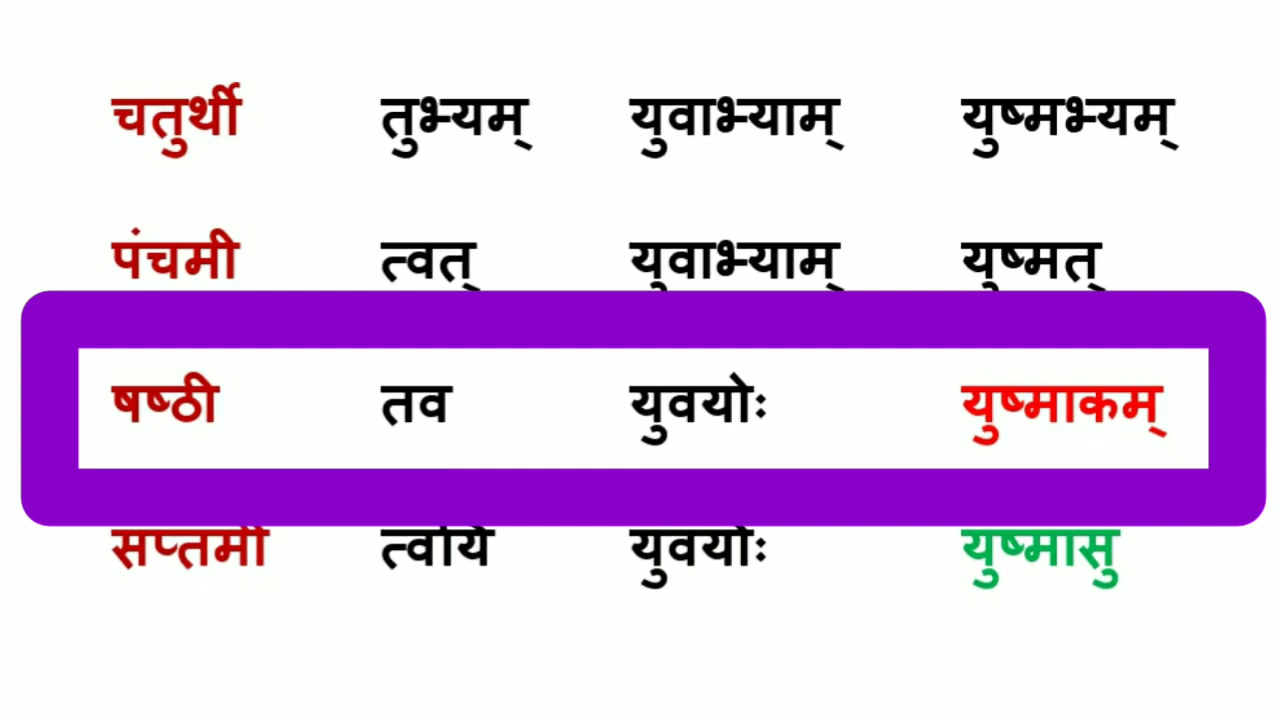 चतुर्थी तुभ्यम् युवाभ्याम् युष्मभ्यम्
पंचमी त्वत् युवाभ्याम् युष्मत्
षष्ठी तव युवयोः युष्माकम्
सप्तमी त्वयि युवयोः युष्मासु